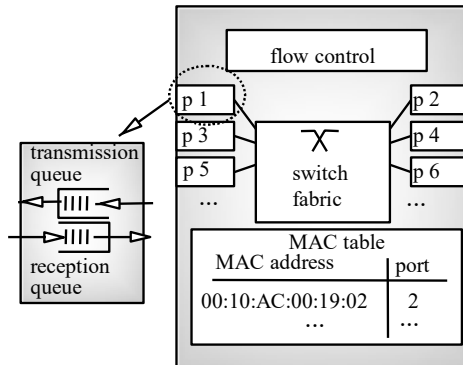 flow control
p 1
p 2
p 3
p 4
p 5
p 6
...
...
switch
fabric
transmission
queue
reception
queue
MAC table
MAC address port
00:10:AC:00:19:02 2
... ...